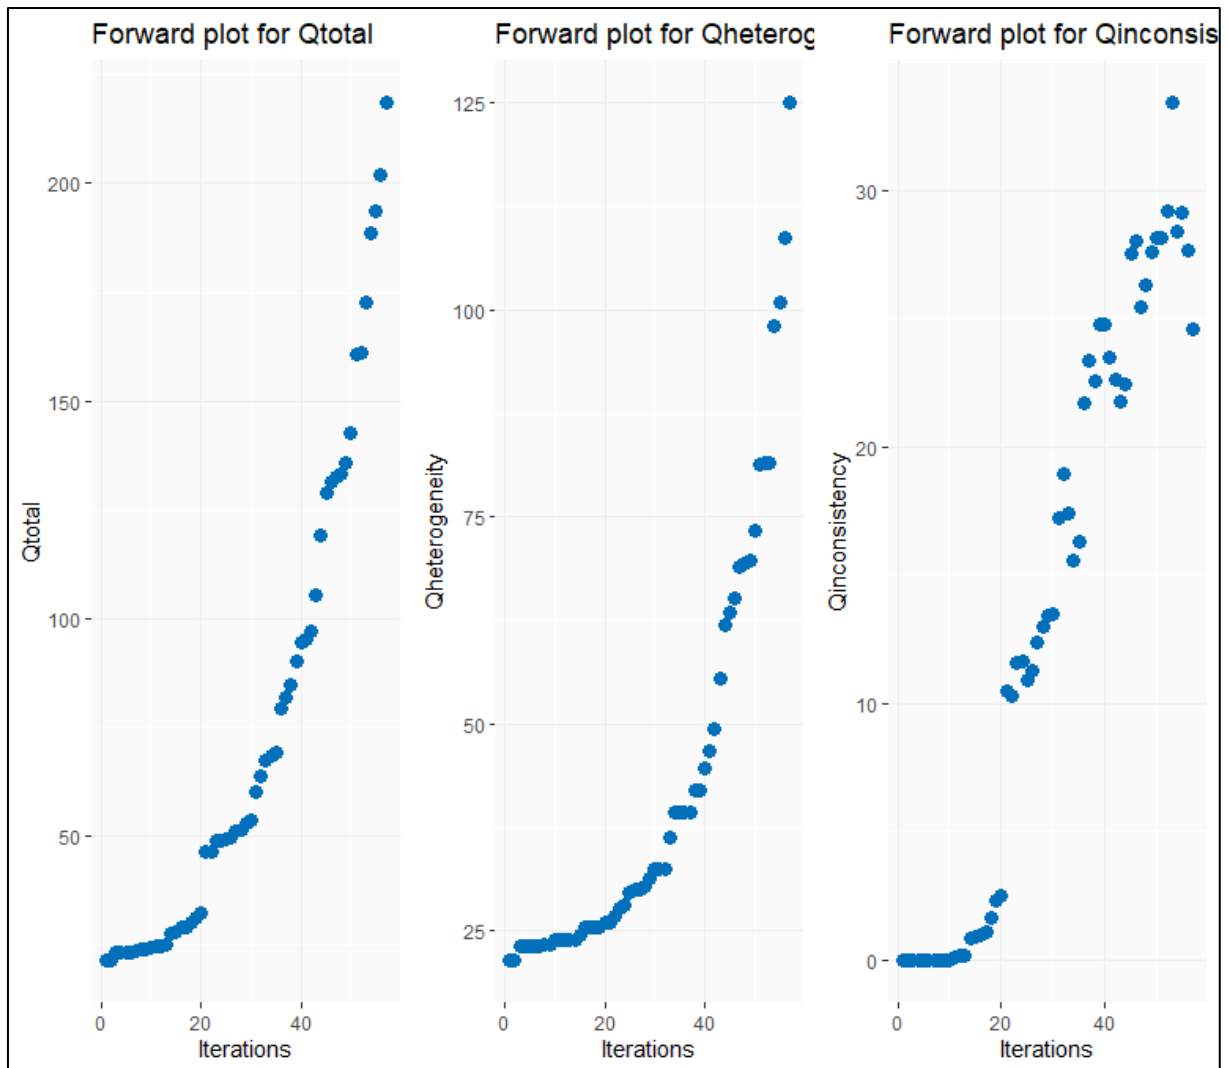 Forward plot for Qtotal
Qtotal
200
150
100
50
0
20
40
Iterations
Forward plot for Qheterog
Qheterogeneity
125
100
75
50
25
0
20
40
Iterations
Forward plot for Qinconsis
Qinconsistency
30
20
10
0
0
20
40
Iterations